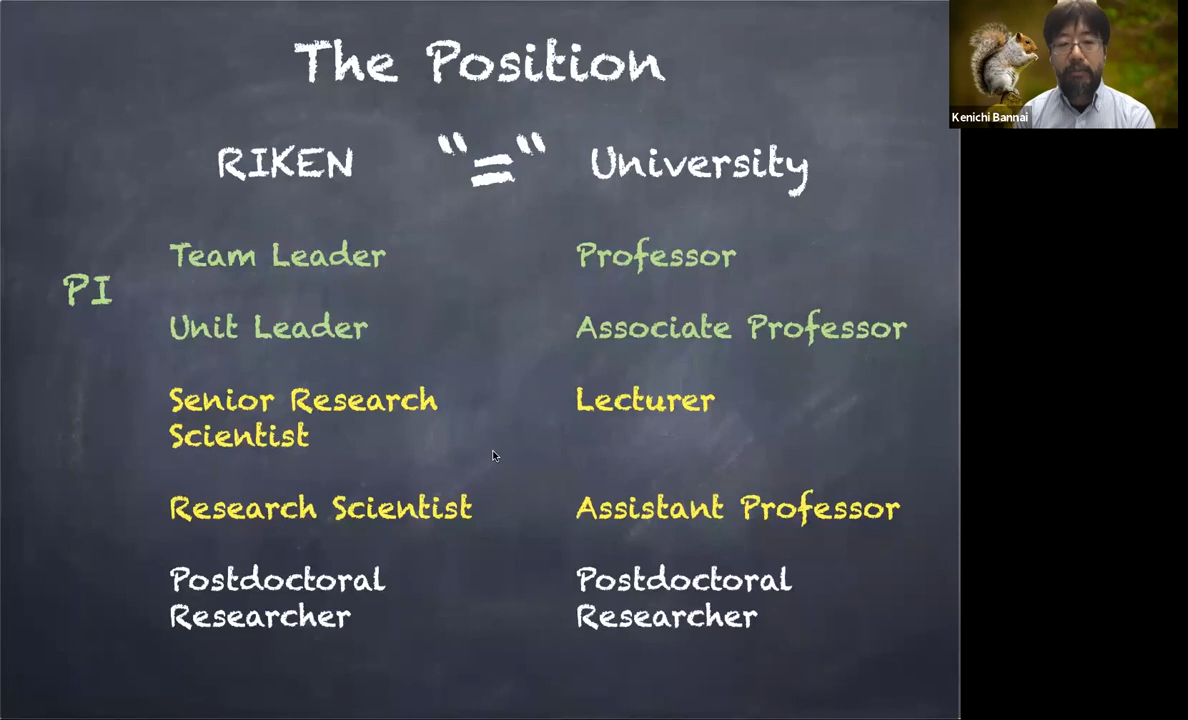 The Position
RIKEN "=" University
Team Leader Professor
PI
Unit Leader Associate Professor
Senior Research Lecturer
Scientist
Research Scientist Assistant Professor
Postdoctoral Postdoctoral
Researcher Researcher
Kenichi Bannai